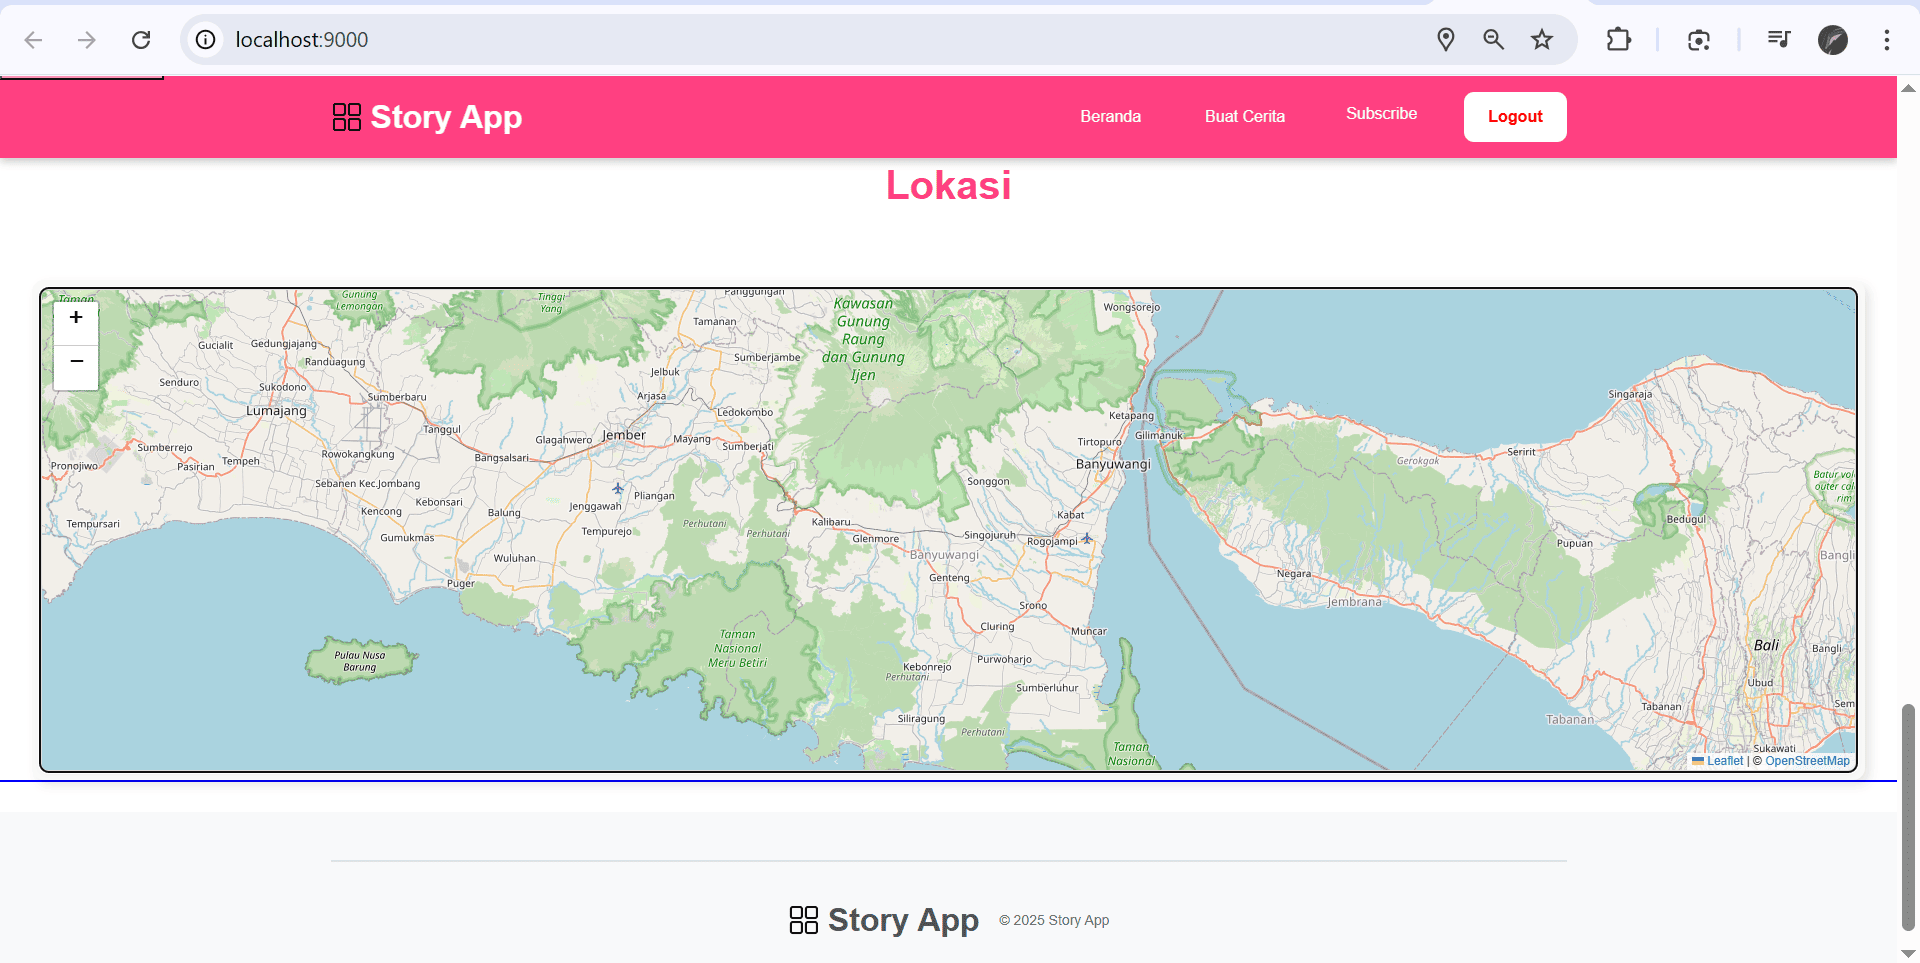 localhost:9000
Story App
Beranda
Buat Cerita
Subscribe
Logout
Lokasi
+
−
Taman
Gunung
Lemongan
Tinggi
Yang
Panggungan
Kawasan
Gunung
Raung
dan Gunung
Ijen
Wongsorejo
Gucialit
Gedungjajang
Tamanan
Randuagung
Sumberjambe
Senduro
Sukodono
Jelbuk
Sumberbaru
Arjasa
Lumajang
Ledokombo
Ketapang
Singaraja
Tanggul
Glagahwero
Jember
Mayang
Sumberjati
Tirtopuro
Gilimanuk
Sumberrejo
Rowokangkung
Bangsalsari
Pronojiwo
Pasirian
Tempeh
Banyuwangi
Gerokgak
Seririt
Sebanen Kec.Jombang
Songgon
Batur vol
outer cal
rim
Kebonsari
Pliangan
Kencong
Balung
Jenggawah
Kabat
Bedugul
Tempursari
Perhutani
Kalibaru
Gumukmas
Tempurejo
Perhutani
Glenmore
Singojuruh
Rogojampi
Pupuan
Wuluhan
Banyuwangi
Bangli
Puger
Genteng
Negara
Jembrana
Srono
Cluring
Muncar
Taman
Nasional
Meru Betiri
Pulau Nusa
Barung
Kebonrejo
Perhutani
Purwoharjo
Bali
Bangli
Sumberluhur
Ubud
Siliragung
Tabanan
Tabanan
Sem
Perhutani
Taman
Nasional
Sukawati
Leaflet | © OpenStreetMap
Story App
© 2025 Story App